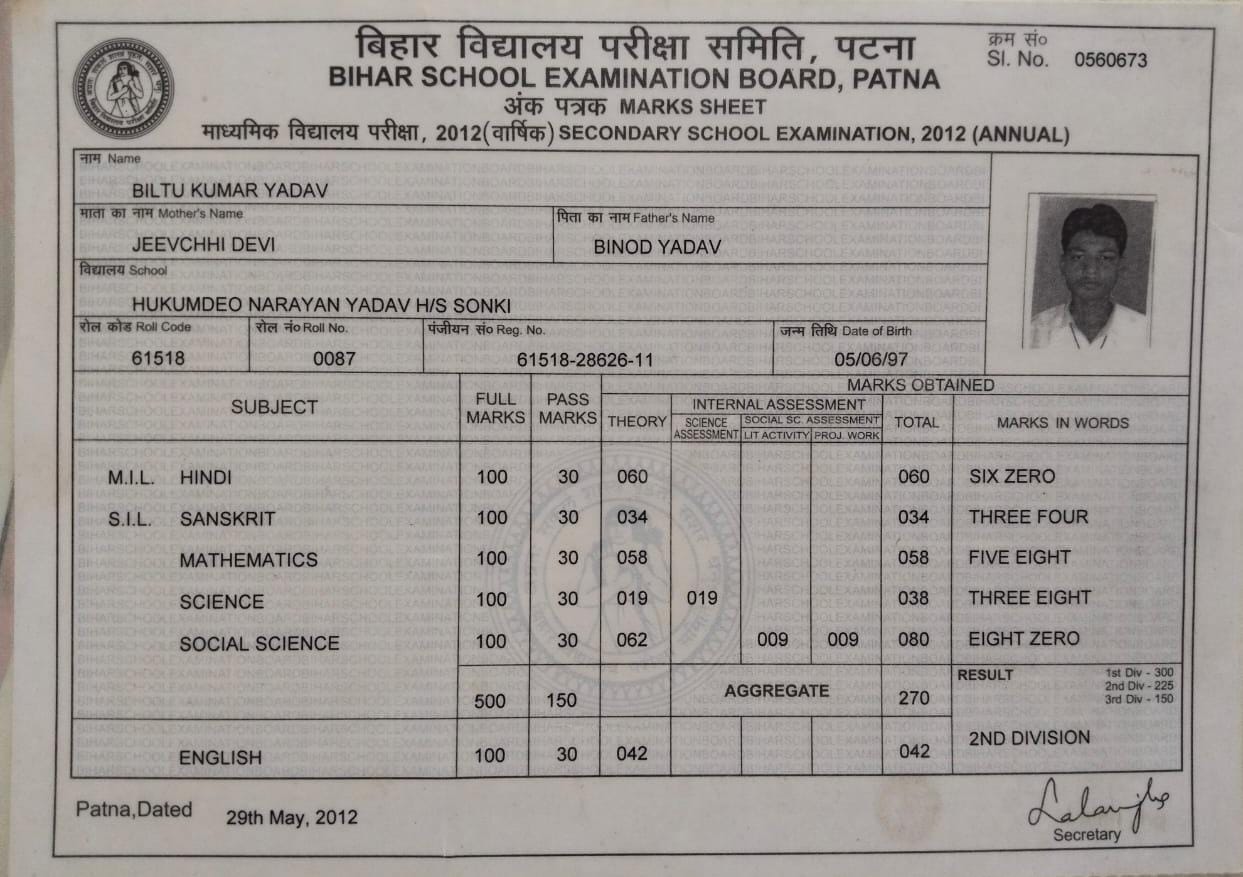 बिहार विद्यालय परीक्षा समिति, पटना
क्रम सं०
Sl. No. 0560673
BIHAR SCHOOL EXAMINATION BOARD, PATNA
अंक पत्रक MARKS SHEET
माध्यमिक विद्यालय परीक्षा, 2012(वार्षिक) SECONDARY SCHOOL EXAMINATION, 2012 (ANNUAL)
नाम Name
BILTU KUMAR YADAV
माता का नाम Mother's Name पिता का नाम Father's Name
JEEVCHHI DEVI BINOD YADAV
विद्यालय School
HUKUMDEO NARAYAN YADAV H/S SONKI
रोल कोड Roll Code रोल नं० Roll No. पंजीयन सं० Reg. No. जन्म तिथि Date of Birth
61518 0087 61518-28626-11 05/06/97
MARKS OBTAINED
SUBJECT FULL MARKS PASS MARKS THEORY INTERNAL ASSESSMENT TOTAL MARKS IN WORDS
SCIENCE ASSESSMENT SOCIAL SC. ASSESSMENT
LIT ACTIVITY PROJ. WORK
M.I.L. HINDI 100 30 060 060 SIX ZERO
S.I.L. SANSKRIT 100 30 034 034 THREE FOUR
MATHEMATICS 100 30 058 058 FIVE EIGHT
SCIENCE 100 30 019 019 038 THREE EIGHT
SOCIAL SCIENCE 100 30 062 009 009 080 EIGHT ZERO
500 150 AGGREGATE 270
RESULT 1st Div - 300
2nd Div - 225
3rd Div - 150
2ND DIVISION
ENGLISH 100 30 042 042
Patna,Dated 29th May, 2012
Secretary